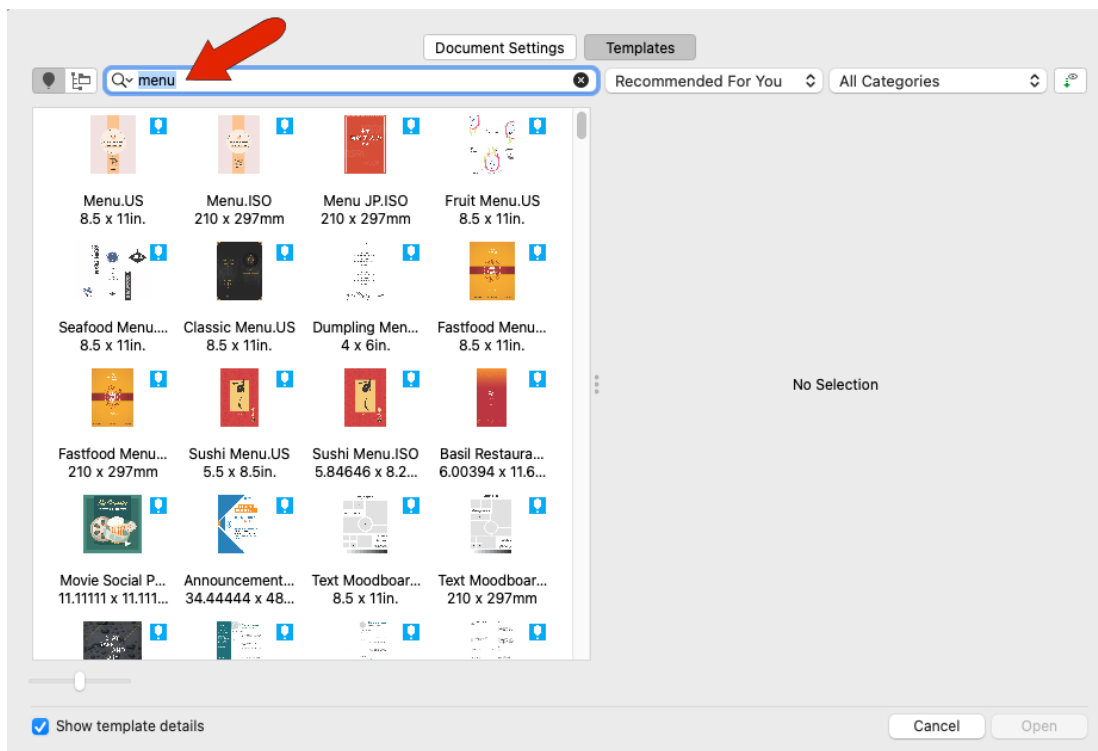 Document Settings
Templates
menu
Recommended For You
All Categories
Menu.US
8.5 x 11in.
Menu.ISO
210 x 297mm
Menu JP.ISO
210 x 297mm
Fruit Menu.US
8.5 x 11in.
Seafood Menu....
8.5 x 11in.
Classic Menu.US
8.5 x 11in.
Dumpling Men...
4 x 6in.
Fastfood Menu...
8.5 x 11in.
Fastfood Menu...
210 x 297mm
Sushi Menu.US
5.5 x 8.5in.
Sushi Menu.ISO
5.84646 x 8.2...
Basil Restaura...
6.00394 x 11.6...
Movie Social P...
11.11111 x 11.111...
Announcement...
34.44444 x 48...
Text Moodboar...
8.5 x 11in.
Text Moodboar...
210 x 297mm
No Selection
Show template details
Cancel
Open